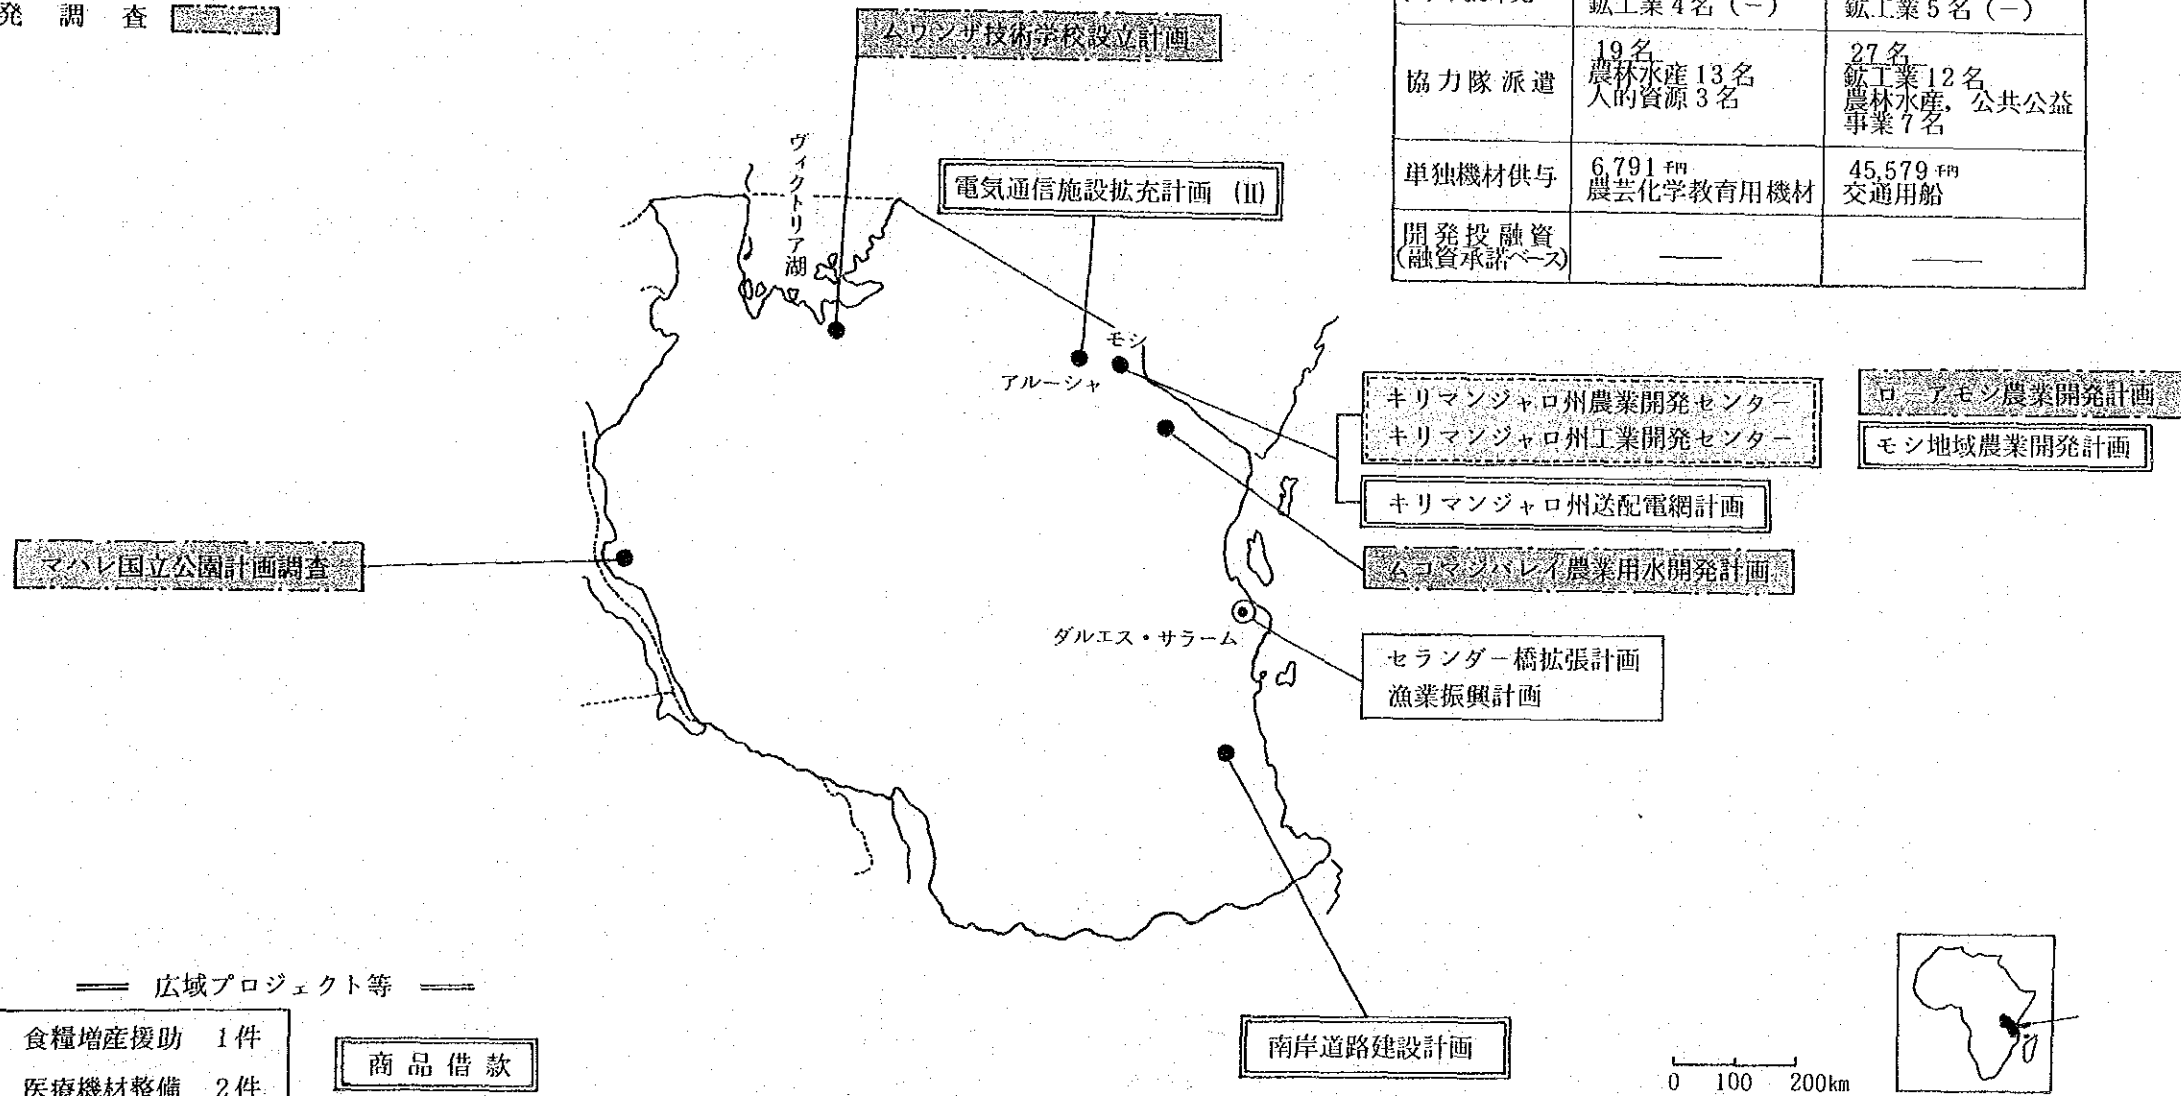 発 調 査
鉱工業4名(-) 鉱工業5名(-)
協力隊派遣
19名
農林水産13名
人的資源3名
27名
鉱工業12名
農林水産,公共公益
事業7名
単独機材供与
6,791千円
農芸化学教育用機材
45,579千円
交通用船
開発投融資
(融資承諾ベース)
ムワンザ技術学校設立計画
ヴィクトリア湖
電気通信施設拡充計画 (II)
モシ
アルーシャ
キリマンジャロ州農業開発センター
キリマンジャロ州工業開発センター
ローアモシ農業開発計画
モシ地域農業開発計画
キリマンジャロ州送配電網計画
マハレ国立公園計画調査
ムコマジバレイ農業用水開発計画
ダルエス・サラーム
セランダー橋拡張計画
漁業振興計画
広域プロジェクト等
食糧増産援助 1件
医療機材整備 2件
商品借款
南岸道路建設計画
0 100 200km